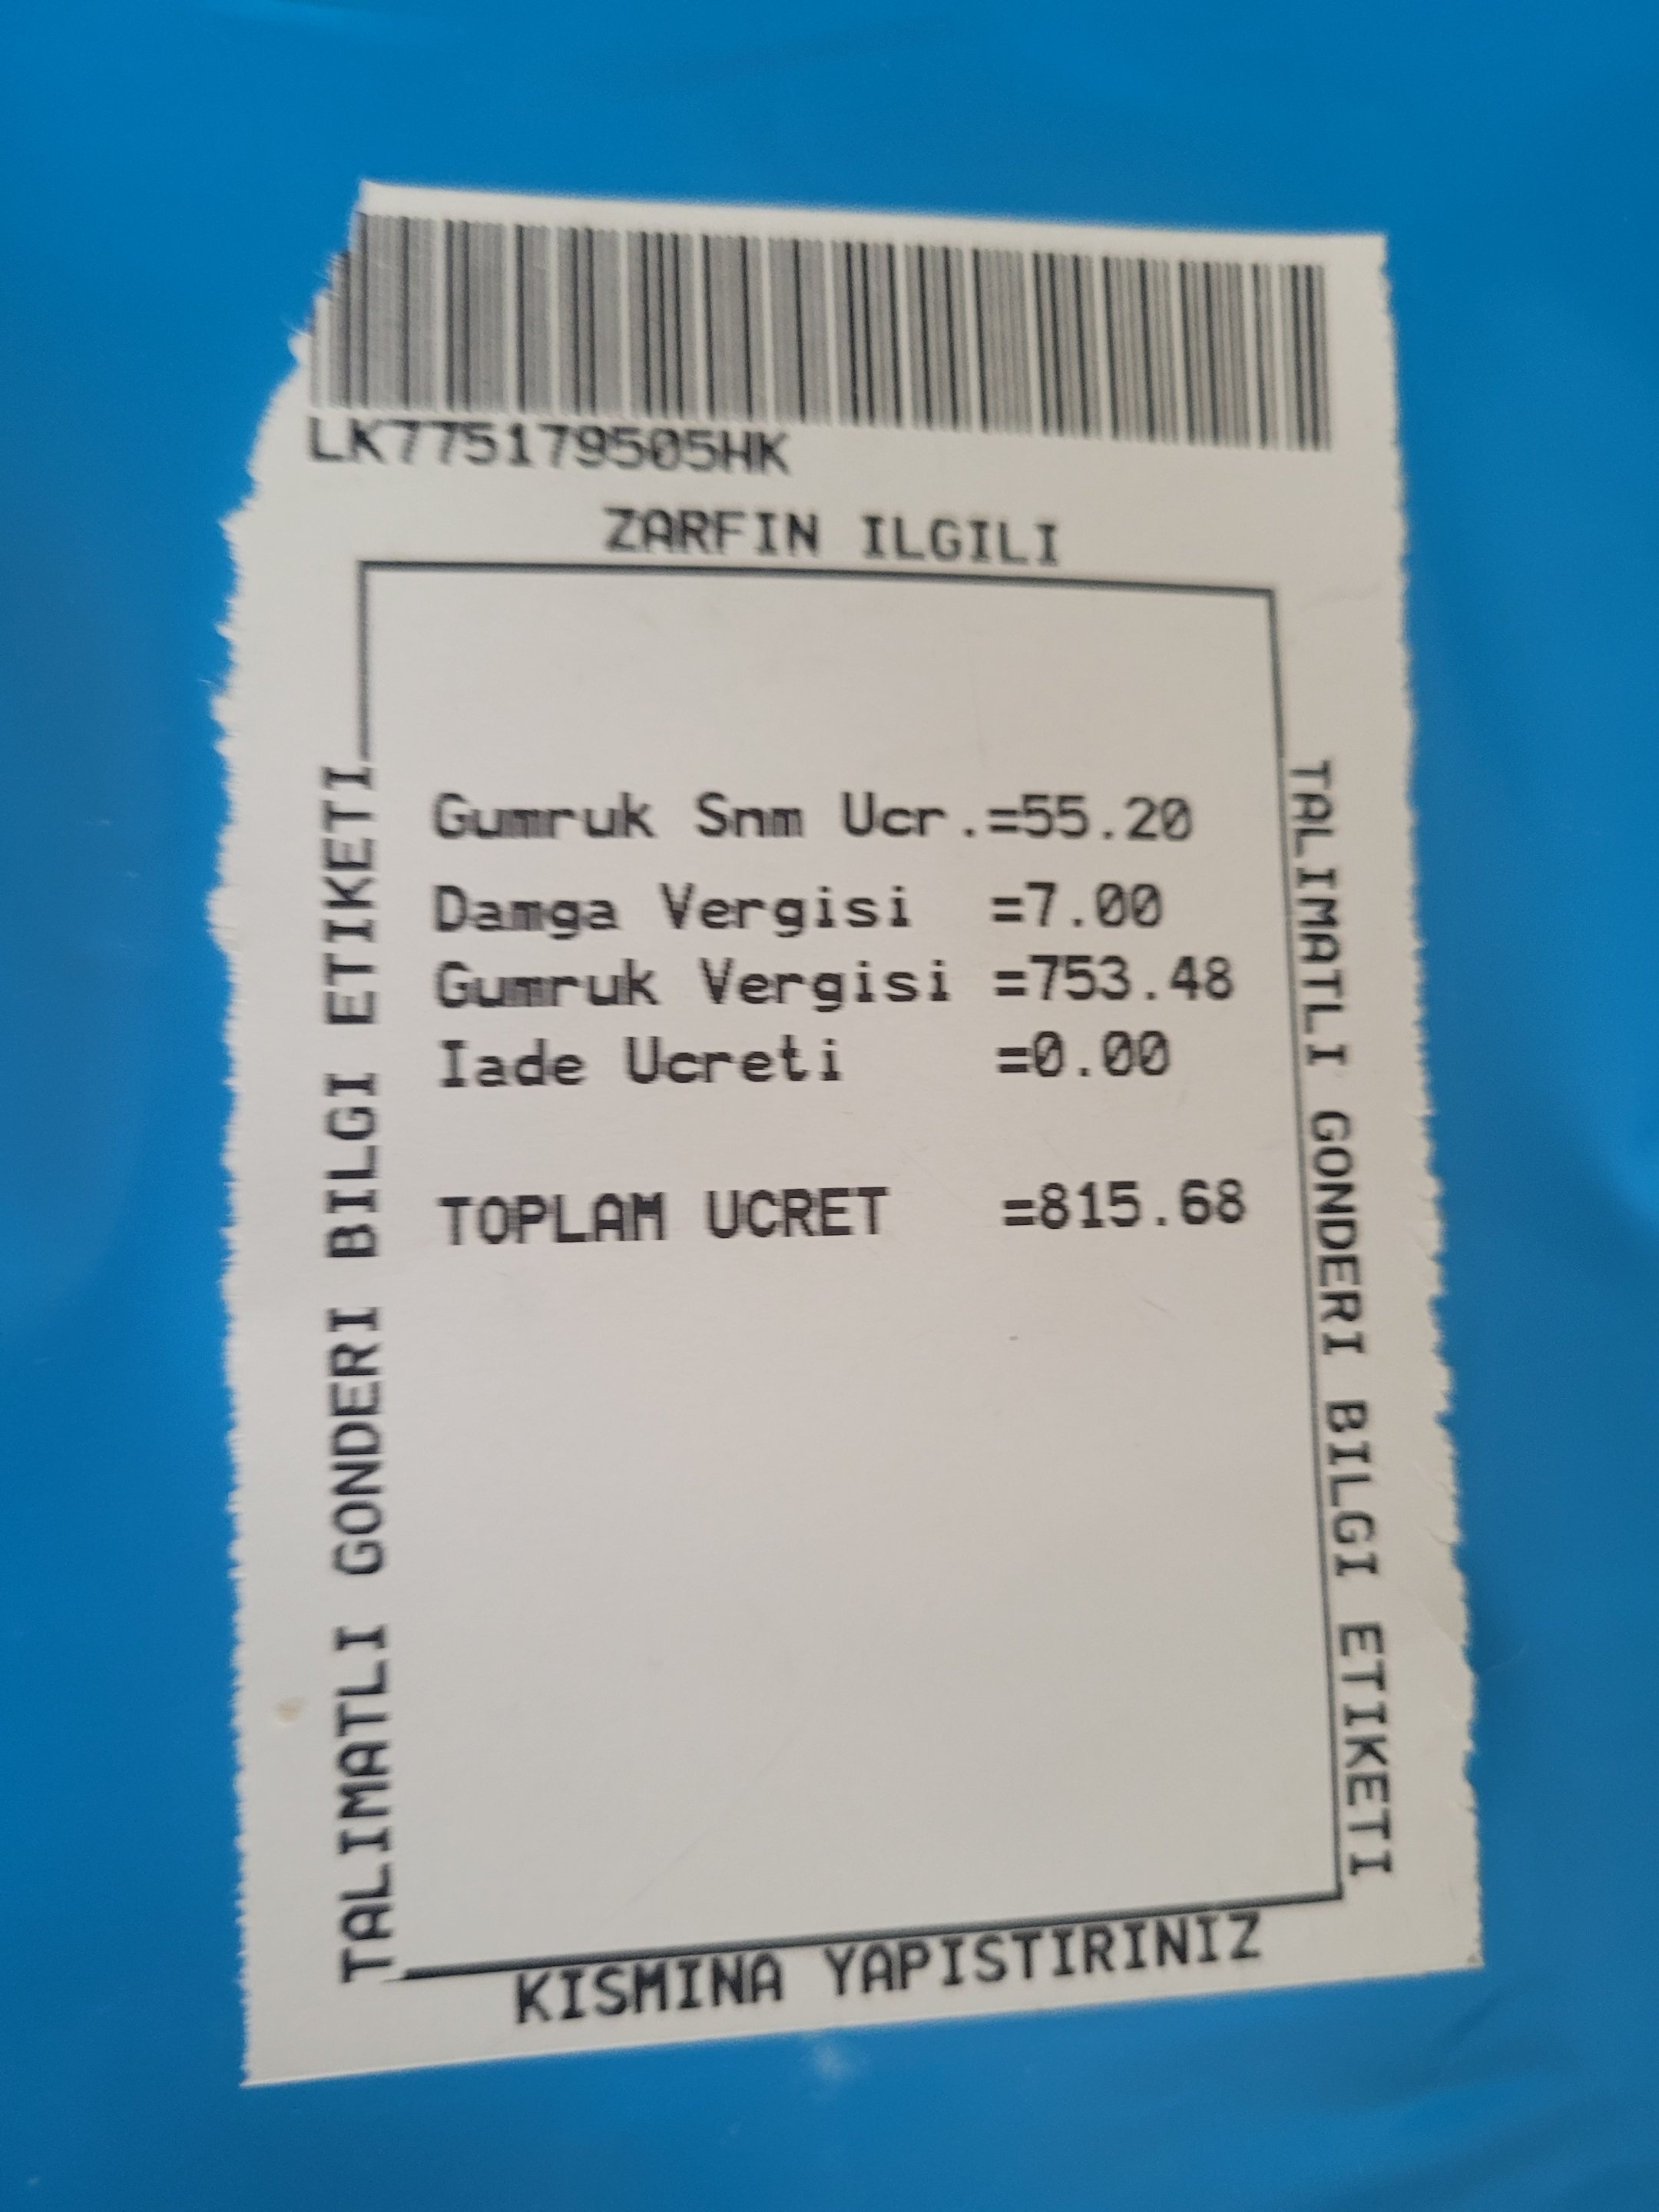 LK775179505HK
ZARFIN ILGILI
TALIMATLI GONDERI BILGI ETIKETI
Gumruk Snm Ucr.=55.20
Damga Vergisi =7.00
Gumruk Vergisi =753.48
Iade Ucreti =0.00
TOPLAM UCRET =815.68
TALIMATLI GONDERI BILGI ETIKETI
KISMINA YAPISTIRINIZ